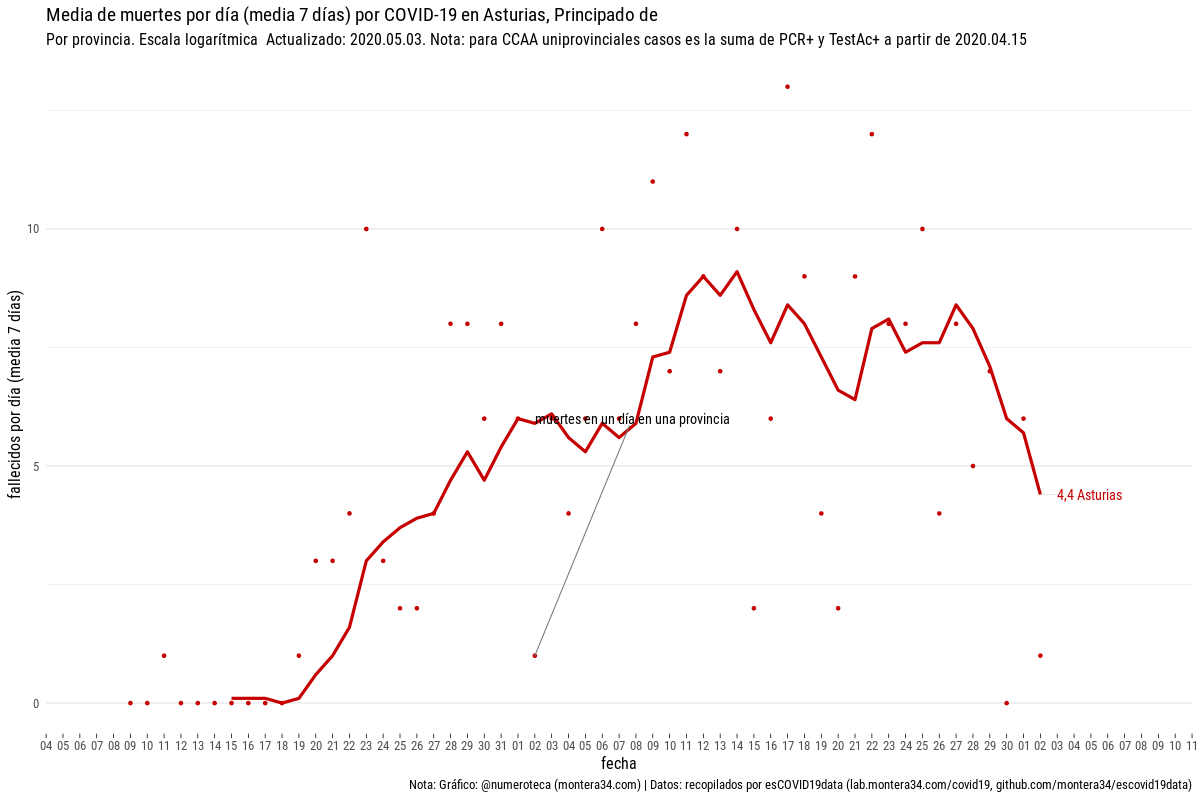 Media de muertes por día (media 7 días) por COVID-19 en Asturias, Principado de
Por provincia. Escala logarítmica  Actualizado: 2020.05.03. Nota: para CCAA uniprovinciales casos es la suma de PCR+ y TestAc+ a partir de 2020.04.15
fallecidos por día (media 7 días)
10
5
0
muertes en un día en una provincia
4,4 Asturias
04 05 06 07 08 09 10 11 12 13 14 15 16 17 18 19 20 21 22 23 24 25 26 27 28 29 30 31 01 02 03 04 05 06 07 08 09 10 11 12 13 14 15 16 17 18 19 20 21 22 23 24 25 26 27 28 29 30 01 02 03 04 05 06 07 08 09 10 11
fecha
Nota: Gráfico: @numeroteca (montera34.com) | Datos: recopilados por esCOVID19data (lab.montera34.com/covid19, github.com/montera34/escovid19data)